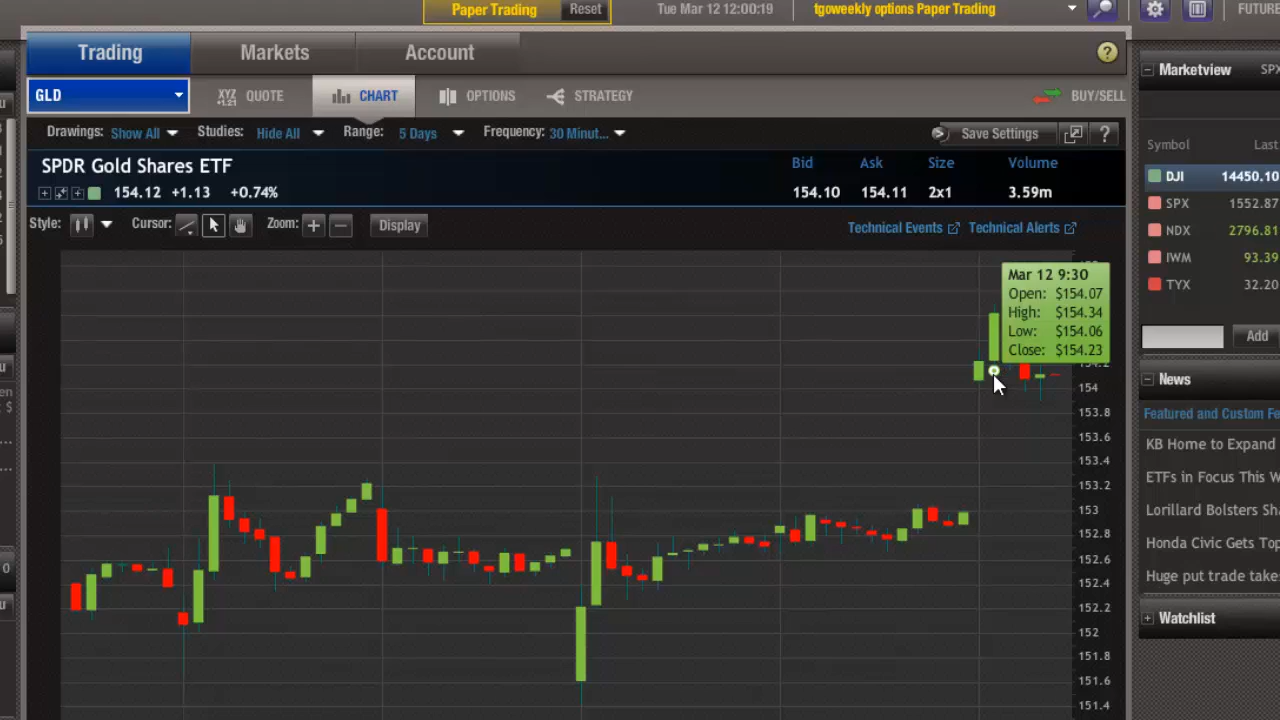 Paper Trading Reset Tue Mar 12 12:00:19 tgoweekly options Paper Trading FUTURE
Trading Markets Account ?
GLD XYZ +1.21 QUOTE CHART OPTIONS STRATEGY BUY/SELL
Drawings: Show All Studies: Hide All Range: 5 Days Frequency: 30 Minut... Save Settings ?
SPDR Gold Shares ETF
154.12 +1.13 +0.74%
Bid Ask Size Volume
154.10 154.11 2x1 3.59m
Style: Cursor: Zoom: Display
Technical Events Technical Alerts
Mar 12 9:30
Open: $154.07
High: $154.34
Low: $154.06
Close: $154.23
154
153.8
153.6
153.4
153.2
153
152.8
152.6
152.4
152.2
152
151.8
151.6
151.4
Marketview SPX
Symbol Last
DJI 14450.10
SPX 1552.87
NDX 2796.81
IWM 93.39
TYX 32.20
Add
News
Featured and Custom Fe
KB Home to Expand
ETFs in Focus This W
Lorillard Bolsters Sha
Honda Civic Gets Top
Huge put trade take
Watchlist